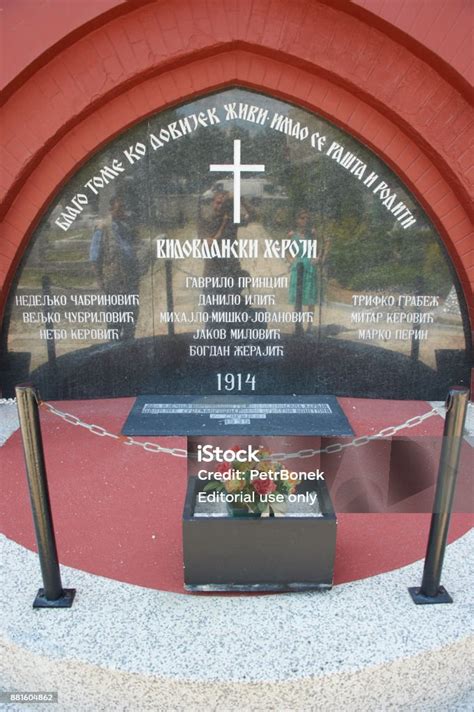 БЛАГО ТОМЕ КО ДОВИЈЕК ЖИВИ · ИМАО СЕ РАШТА И РОДИТИ
ВИДОВДАНСКИ ХЕРОЈИ
НЕДЕЉКО ЧАБРИНОВИЋ
ВЕЉКО ЧУБРИЛОВИЋ
НЕЂО КЕРОВИЋ
ГАВРИЛО ПРИНЦИП
ДАНИЛО ИЛИЋ
МИХАЈЛО МИШКО-ЈОВАНОВИЋ
ЈАКОВ МИЛОВИЋ
БОГДАН ЖЕРАЈИЋ
ТРИФКО ГРАБЕЖ
МИТАР КЕРОВИЋ
МАРКО ПЕРИН
1914
iStock
Credit: PetrBonek
Editorial use only
881604862